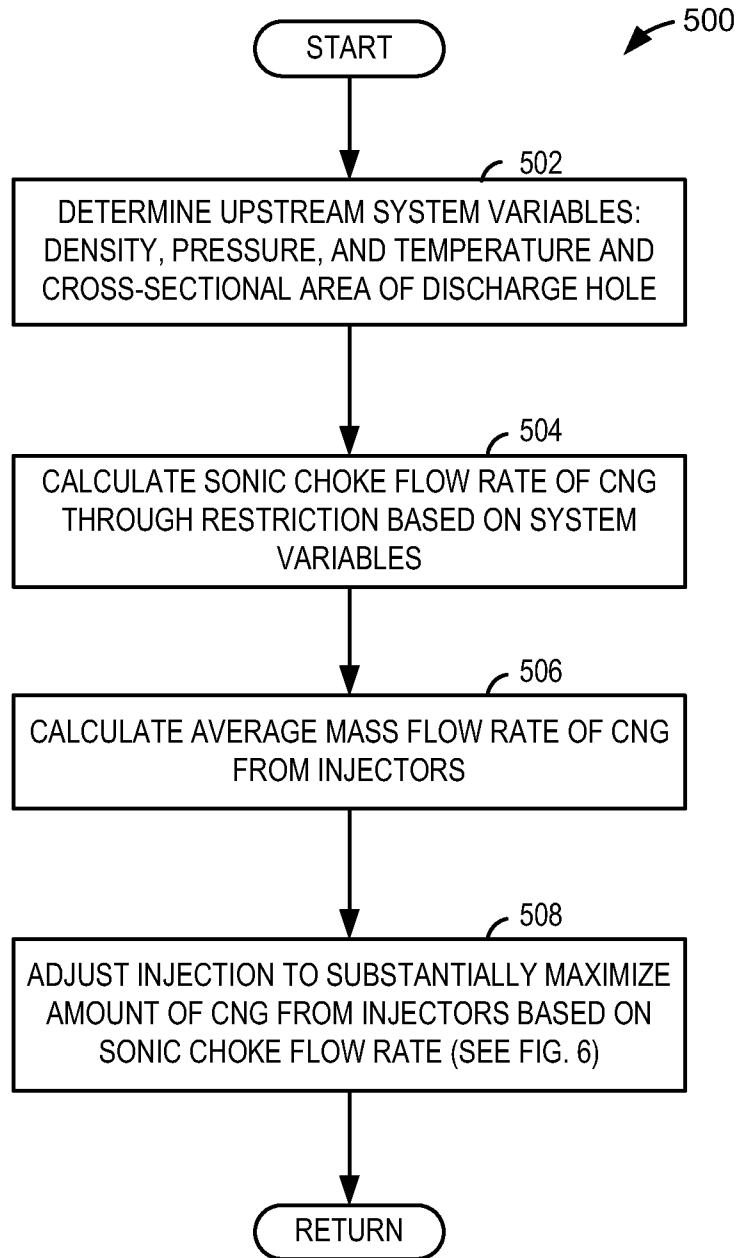 START
500
502
DETERMINE UPSTREAM SYSTEM VARIABLES:
DENSITY, PRESSURE, AND TEMPERATURE AND
CROSS-SECTIONAL AREA OF DISCHARGE HOLE
504
CALCULATE SONIC CHOKE FLOW RATE OF CNG
THROUGH RESTRICTION BASED ON SYSTEM
VARIABLES
506
CALCULATE AVERAGE MASS FLOW RATE OF CNG
FROM INJECTORS
508
ADJUST INJECTION TO SUBSTANTIALLY MAXIMIZE
AMOUNT OF CNG FROM INJECTORS BASED ON
SONIC CHOKE FLOW RATE (SEE FIG. 6)
RETURN